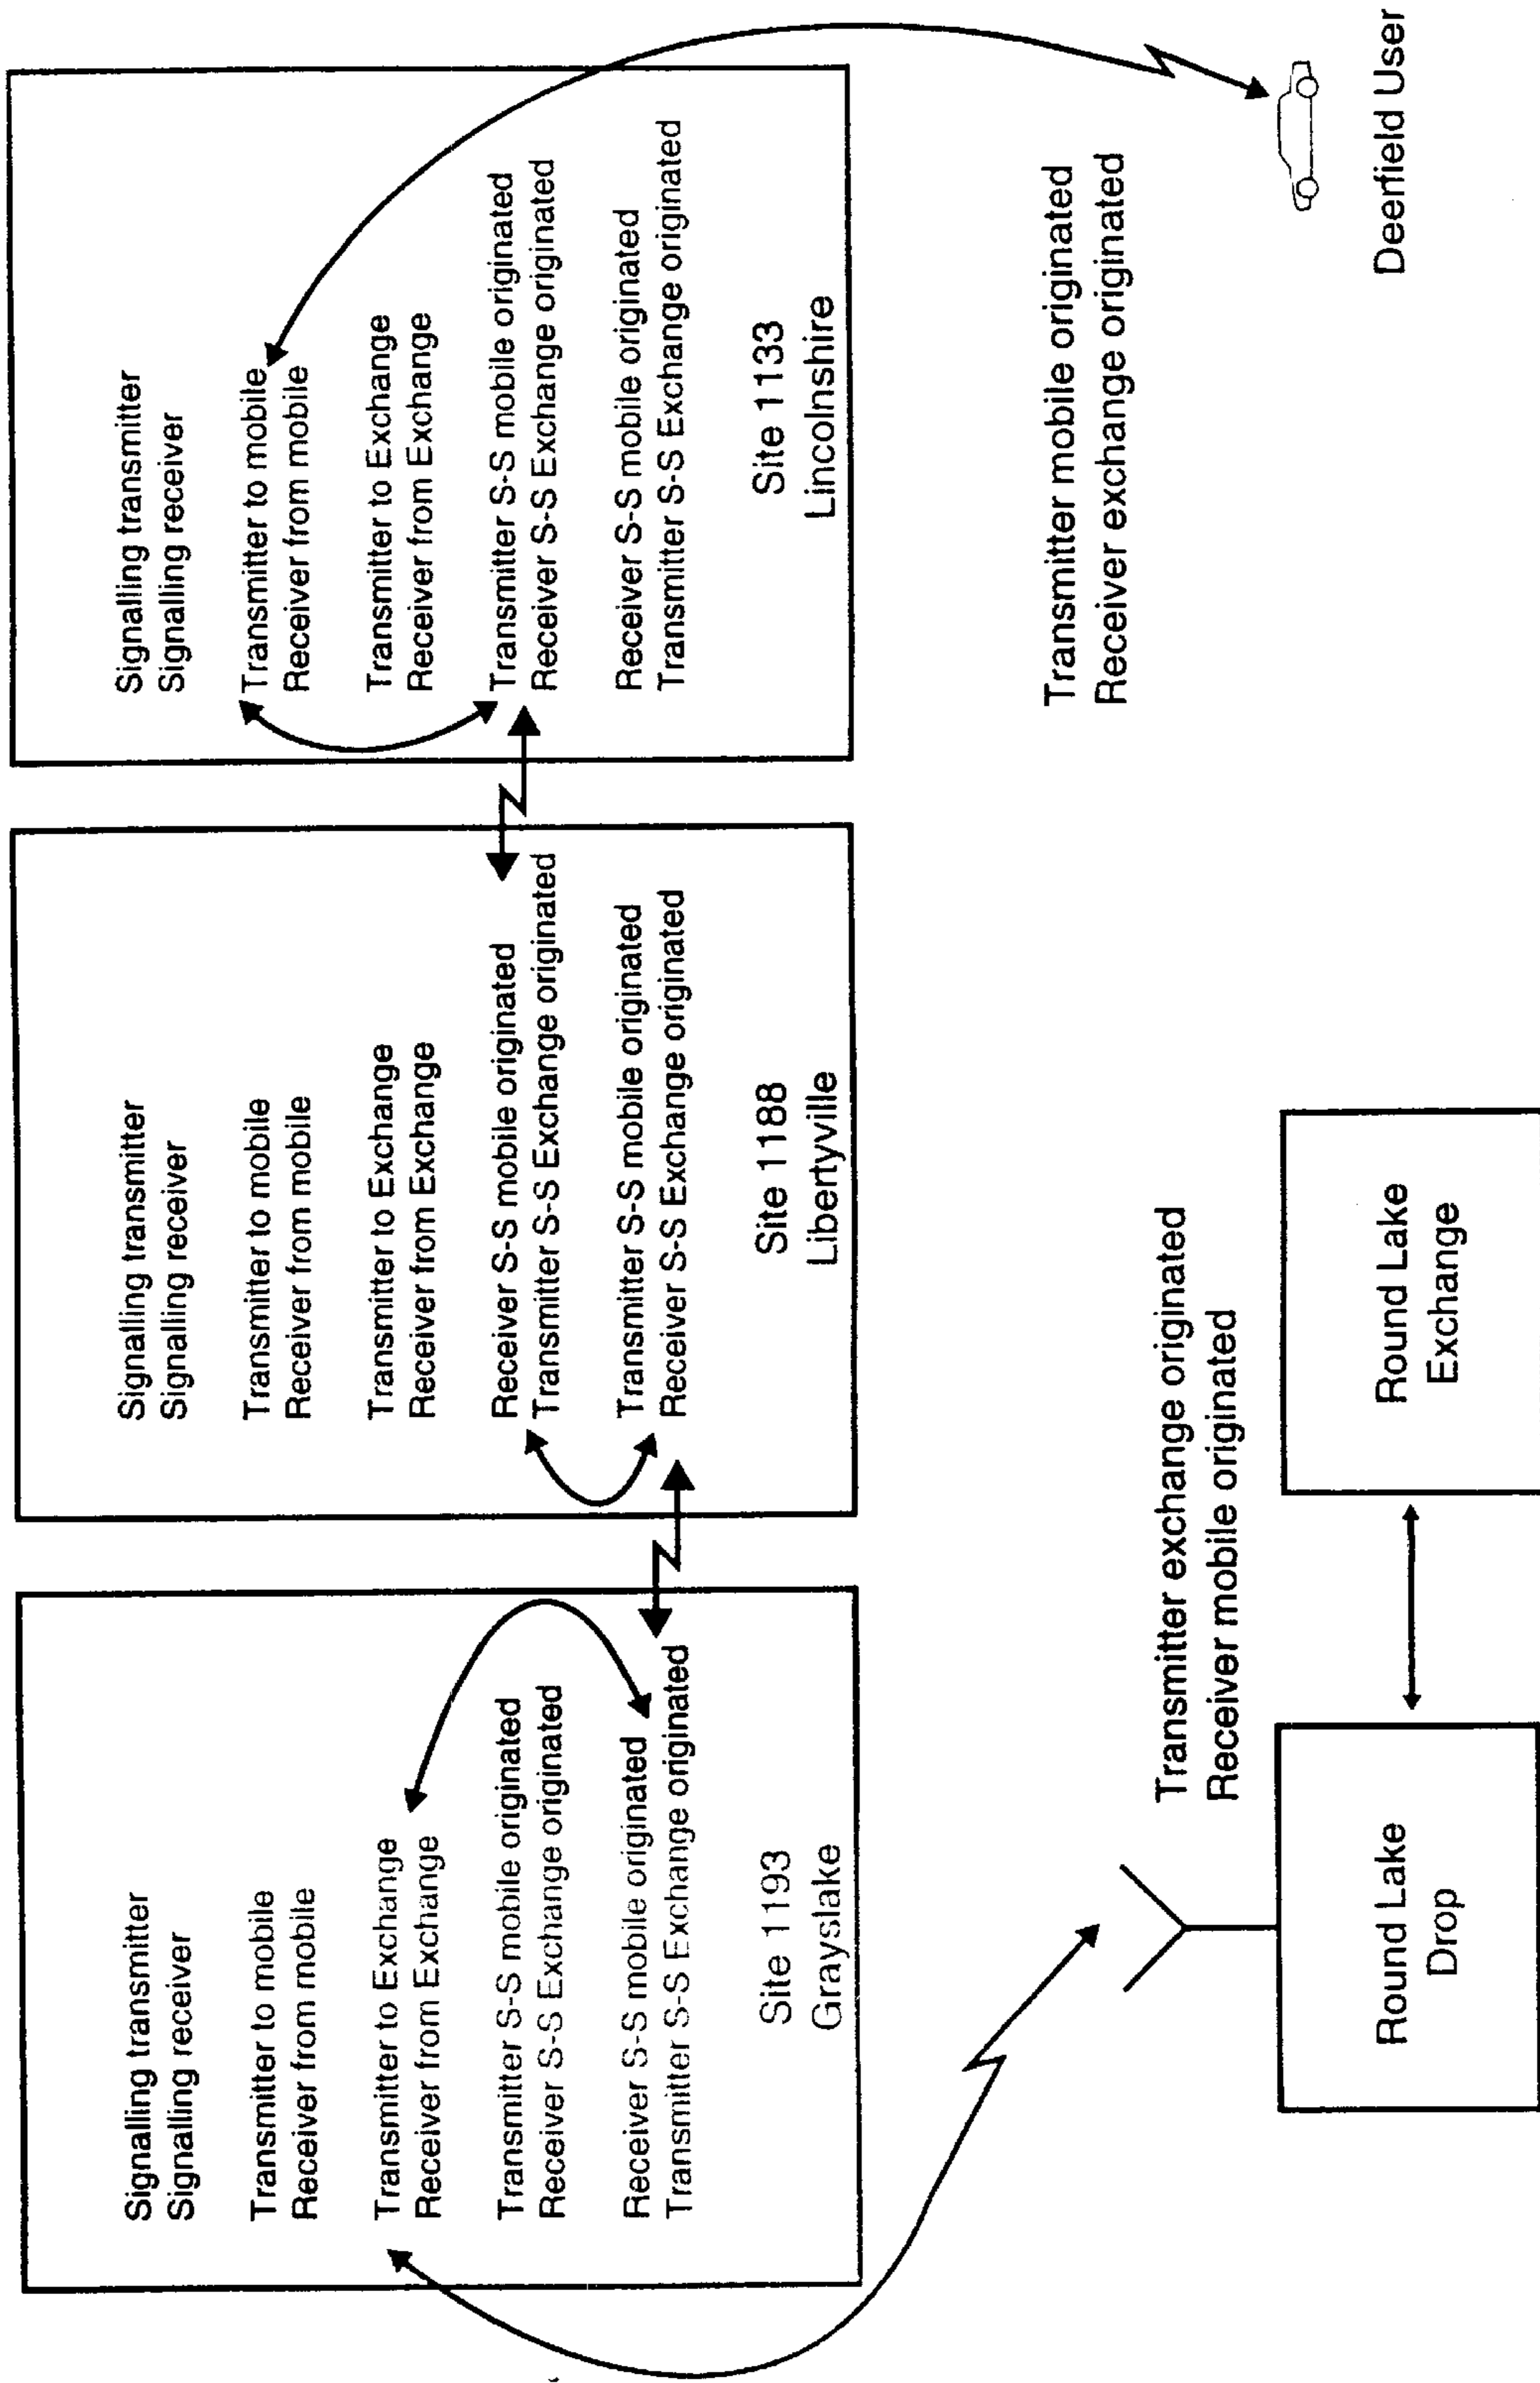 Signalling transmitter
Signalling receiver
Transmitter to mobile
Receiver from mobile
Transmitter to Exchange
Receiver from Exchange
Transmitter S-S mobile originated
Receiver S-S Exchange originated
Receiver S-S mobile originated
Transmitter S-S Exchange originated
Site 1193
Grayslake
Signalling transmitter
Signalling receiver
Transmitter to mobile
Receiver from mobile
Transmitter to Exchange
Receiver from Exchange
Receiver S-S mobile originated
Transmitter S-S Exchange originated
Transmitter S-S mobile originated
Receiver S-S Exchange originated
Site 1188
Libertyville
Signalling transmitter
Signalling receiver
Transmitter to mobile
Receiver from mobile
Transmitter to Exchange
Receiver from Exchange
Transmitter S-S mobile originated
Receiver S-S Exchange originated
Receiver S-S mobile originated
Transmitter S-S Exchange originated
Site 1133
Lincolnshire
Transmitter exchange originated
Receiver mobile originated
Round Lake
Drop
Round Lake
Exchange
Transmitter mobile originated
Receiver exchange originated
Deerfield User